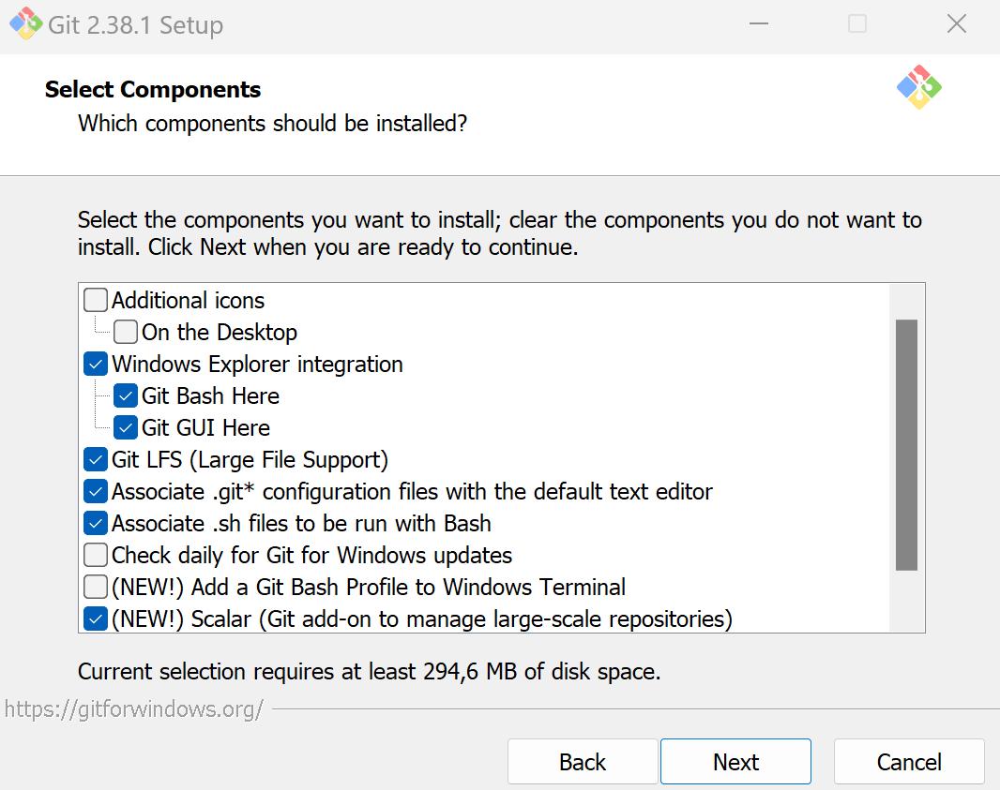 Git 2.38.1 Setup
Select Components
Which components should be installed?
Select the components you want to install; clear the components you do not want to
install. Click Next when you are ready to continue.
Additional icons
On the Desktop
Windows Explorer integration
Git Bash Here
Git GUI Here
Git LFS (Large File Support)
Associate .git* configuration files with the default text editor
Associate .sh files to be run with Bash
Check daily for Git for Windows updates
(NEW!) Add a Git Bash Profile to Windows Terminal
(NEW!) Scalar (Git add-on to manage large-scale repositories)
Current selection requires at least 294,6 MB of disk space.
https://gitforwindows.org/
Back Next Cancel